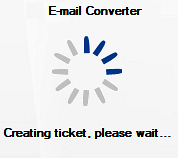 E-mail Converter
Creating ticket, please wait...